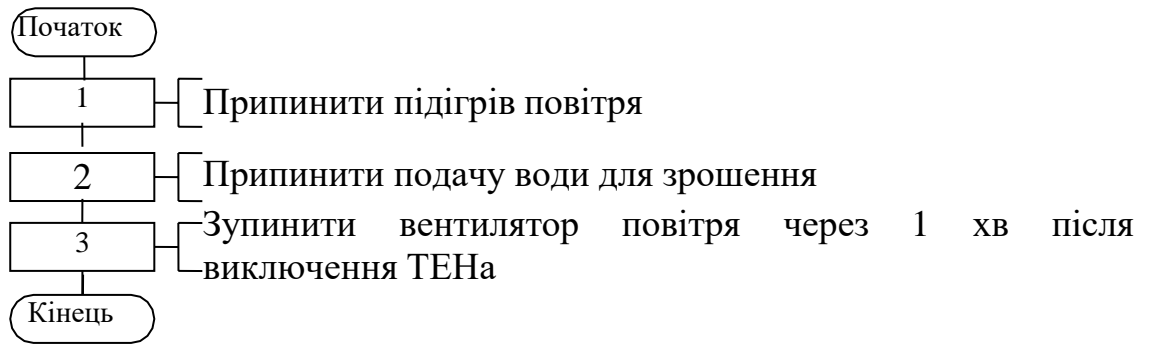 Початок
1
Припинити підігрів повітря
2
Припинити подачу води для зрошення
3
Зупинити вентилятор повітря через 1 хв після
виключення ТЕНа
Кінець